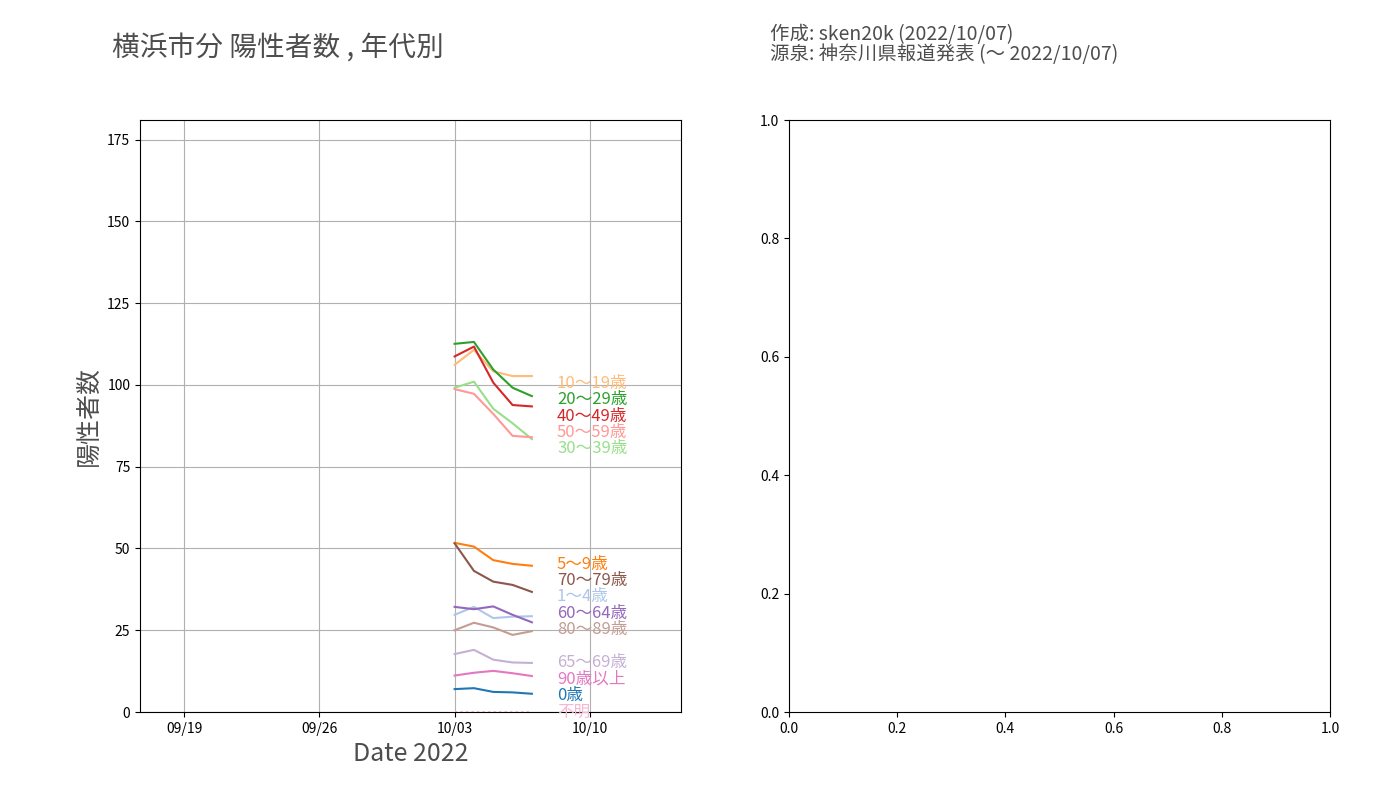 横浜市分 陽性者数 , 年代別
作成: sken20k (2022/10/07)
源泉: 神奈川県報道発表 (～ 2022/10/07)
陽性者数
175
150
125
100
75
50
25
0
10～19歳
20～29歳
40～49歳
50～59歳
30～39歳
5～9歳
70～79歳
1～4歳
60～64歳
80～89歳
65～69歳
90歳以上
0歳
不明
09/19 09/26 10/03 10/10
Date 2022
1.0
0.8
0.6
0.4
0.2
0.0
0.0 0.2 0.4 0.6 0.8 1.0